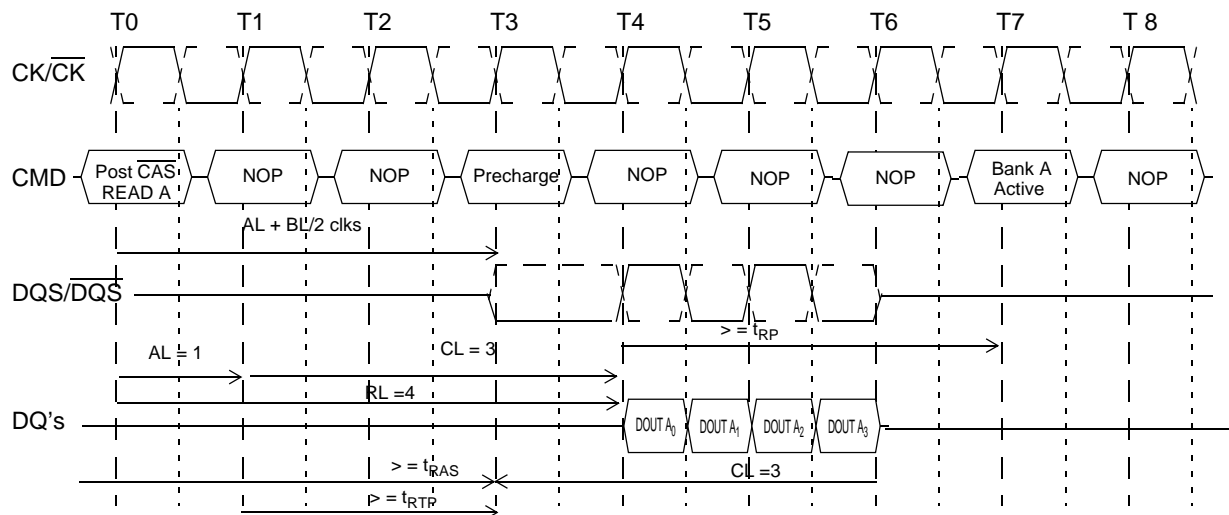 T0 T1 T2 T3 T4 T5 T6 T7 T 8
CK/CK
CMD
Post CAS
READ A
NOP
NOP
Precharge
NOP
NOP
NOP
Bank A
Active
NOP
AL + BL/2 clks
DQS/DQS
> = tRP
AL = 1
CL = 3
RL =4
DQ's
DOUT A0
DOUT A1
DOUT A2
DOUT A3
> = tRAS
CL =3
> = tRTP